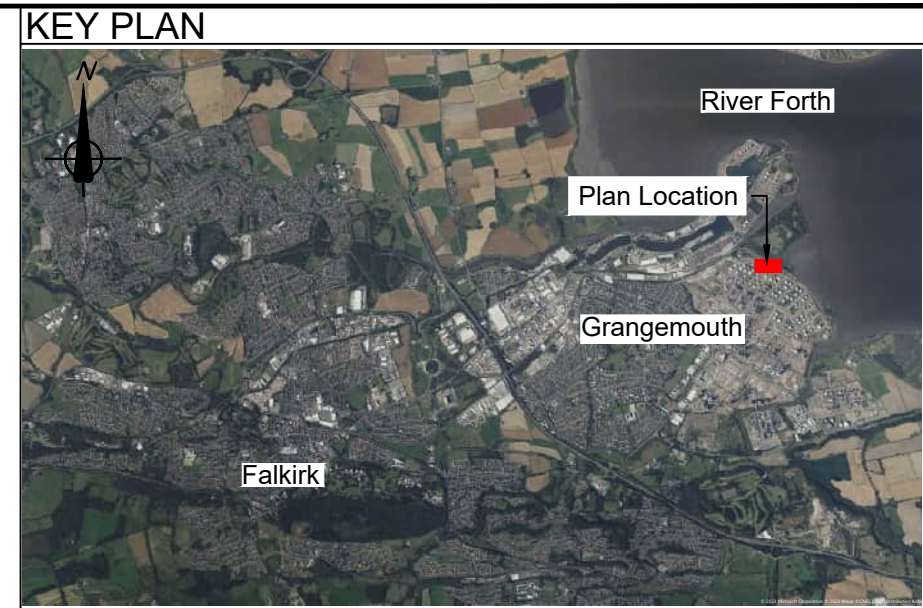 KEY PLAN
N
River Forth
Plan Location
Grangemouth
Falkirk